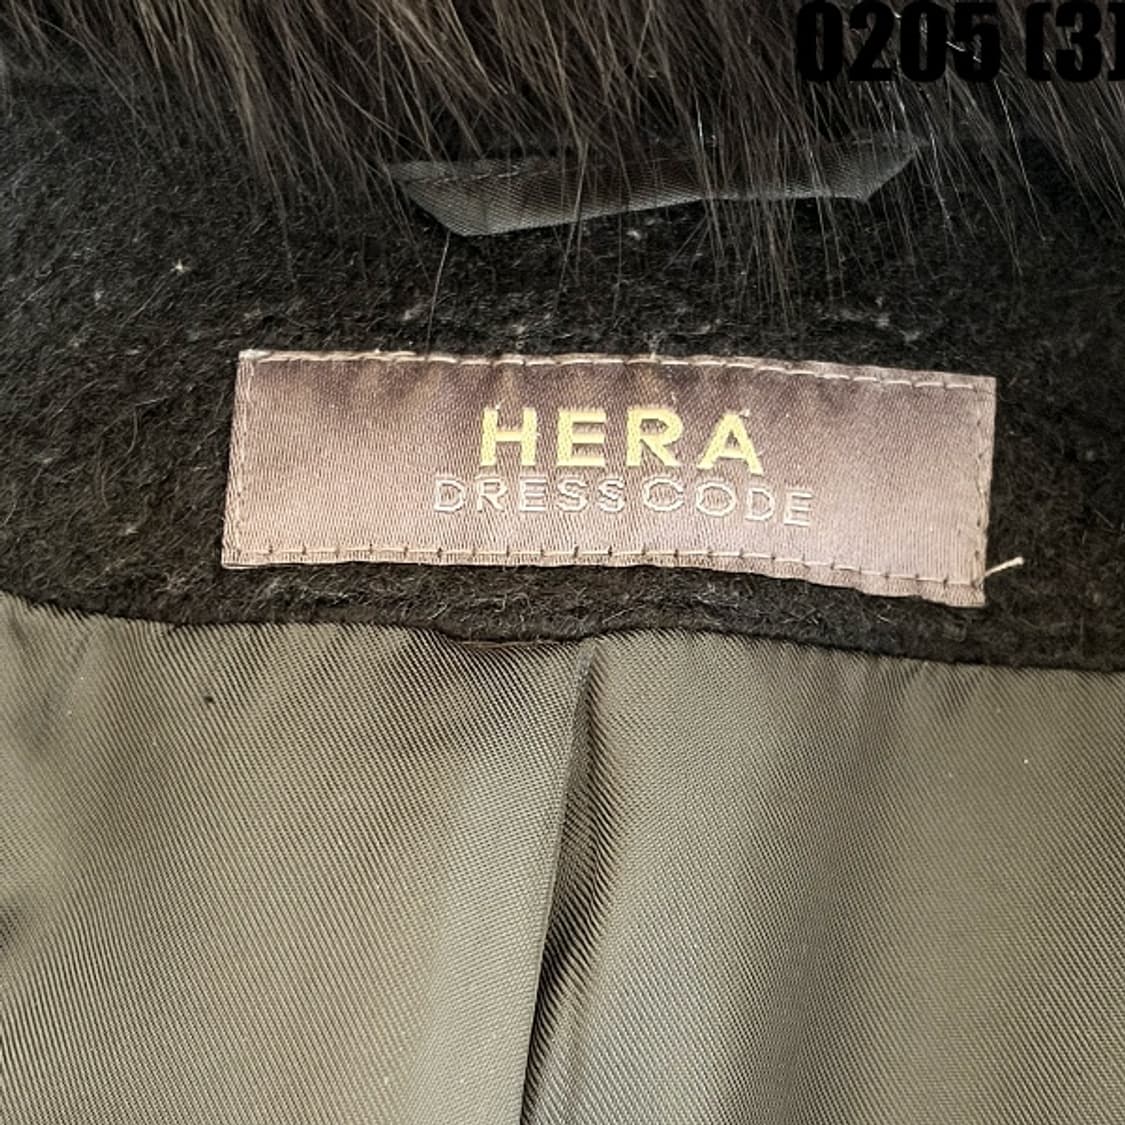 0205 (3)
HERA
DRESSCODE